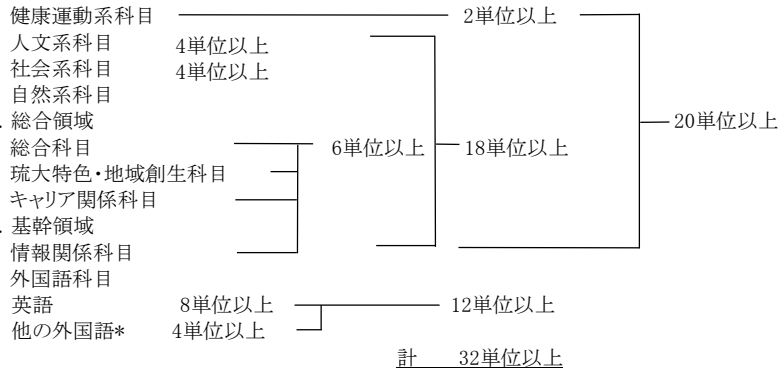 健康運動系科目 2単位以上
人文系科目 4単位以上
社会系科目 4単位以上
自然系科目
. 総合領域 20単位以上
総合科目 6単位以上 18単位以上
琉大特色・地域創生科目
キャリア関係科目
. 基幹領域
情報関係科目
外国語科目
英語 8単位以上 12単位以上
他の外国語* 4単位以上
計 32単位以上